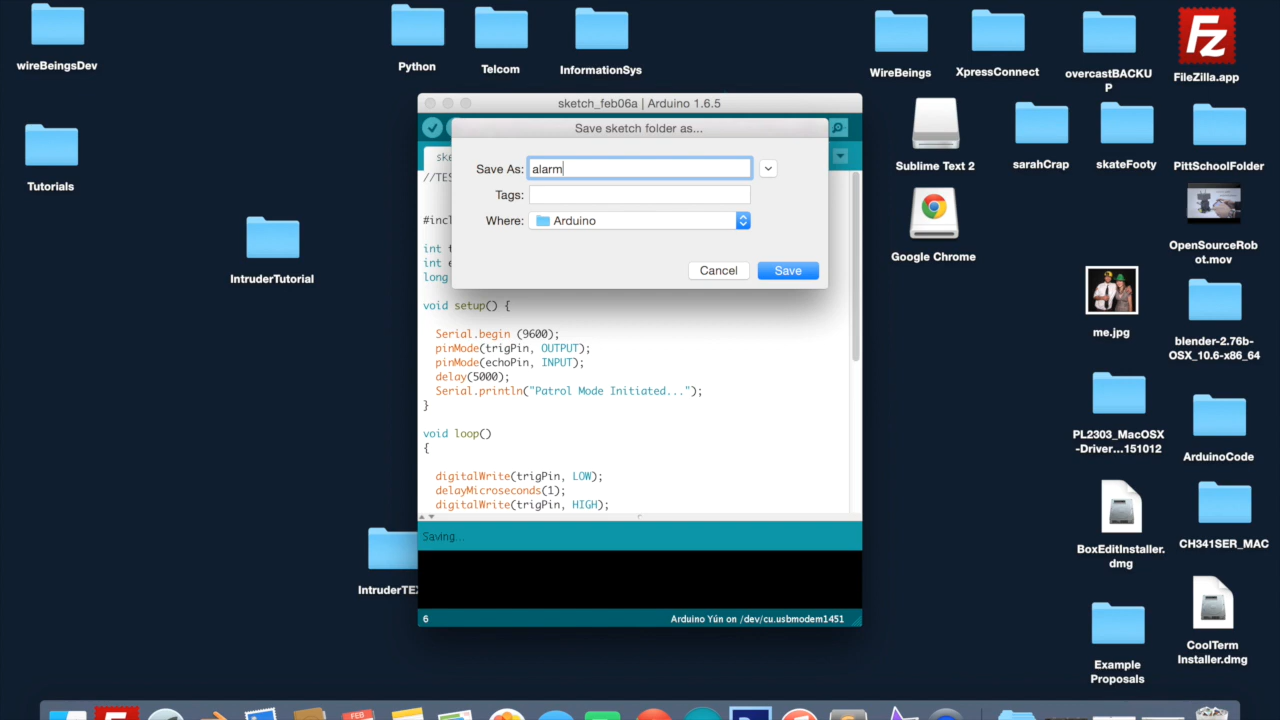 wireBeingsDev
Python
Telcom
InformationSys
WireBeings
XpressConnect
overcastBACKU
P
FileZilla.app
Tutorials
IntruderTutorial
Sublime Text 2
sarahCrap
skateFooty
PittSchoolFolder
Google Chrome
OpenSourceRob
ot.mov
me.jpg
blender-2.76b-
OSX_10.6-x86_64
PL2303_MacOSX
-Driver...151012
ArduinoCode
BoxEditInstaller.
dmg
CH341SER_MAC
Example
Proposals
CoolTerm
Installer.dmg
IntruderTEX
sketch_feb06a | Arduino 1.6.5
Save sketch folder as...
Save As: alarm
Tags:
Where: Arduino
Cancel Save
ske
//TES
#incl
int t
int e
long
void setup() {
Serial.begin (9600);
pinMode(trigPin, OUTPUT);
pinMode(echoPin, INPUT);
delay(5000);
Serial.println("Patrol Mode Initiated...");
}
void loop()
{
digitalWrite(trigPin, LOW);
delayMicroseconds(1);
digitalWrite(trigPin, HIGH);
Saving...
6
Arduino Yún on /dev/cu.usbmodem1451
FEB